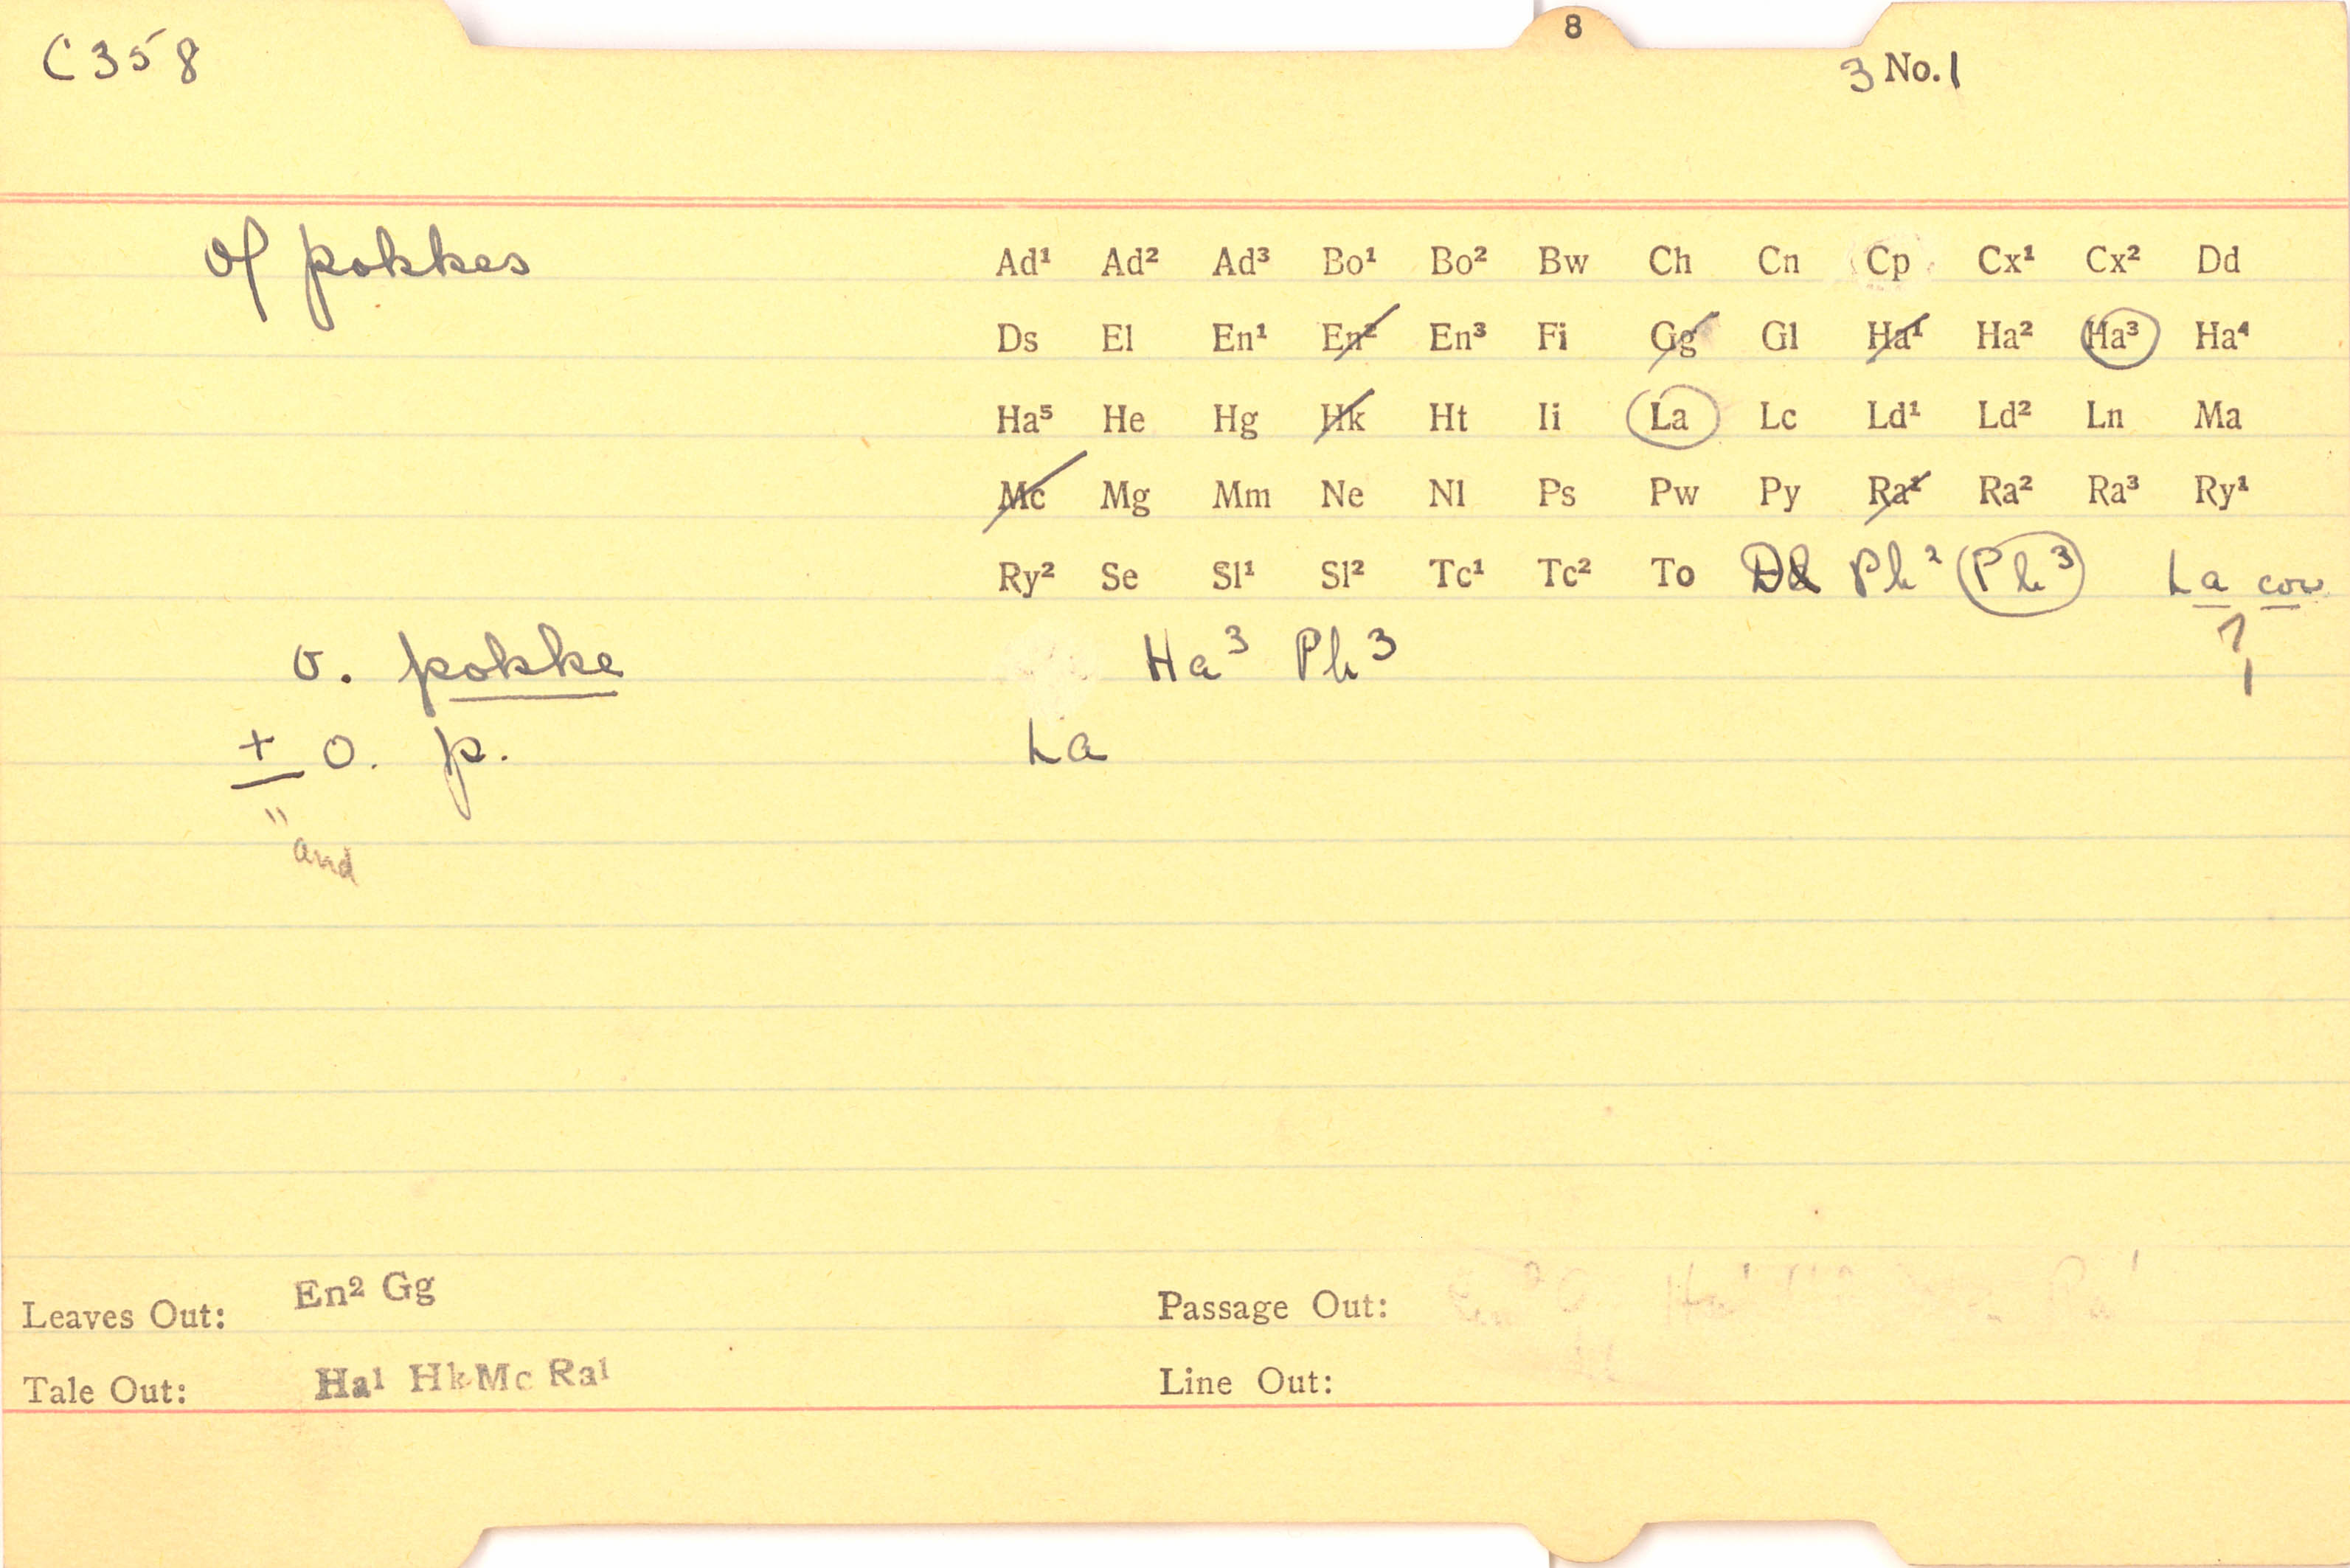 8
C358
3 No. 1
of pokkes Ad¹ Ad² Ad³ Bo¹ Bo² Bw Ch Cn Cp Cx¹ Cx² Dd
Ds El En¹ En² En³ Fi Gg Gl Ha¹ Ha² Ha³ Ha⁴
Ha⁵ He Hg Hk Ht Ii La Lc Ld¹ Ld² Ln Ma
Mc Mg Mm Ne Nl Ps Pw Py Ra¹ Ra² Ra³ Ry¹
Ry² Se Sl¹ Sl² Tc¹ Tc² To Dl Ph² Ph³ La cor
?
o. pokke Ha³ Ph³
± o. p. La
" and
Leaves Out: En² Gg Passage Out:
Tale Out: Ha¹ Hk Mc Ra¹ Line Out: